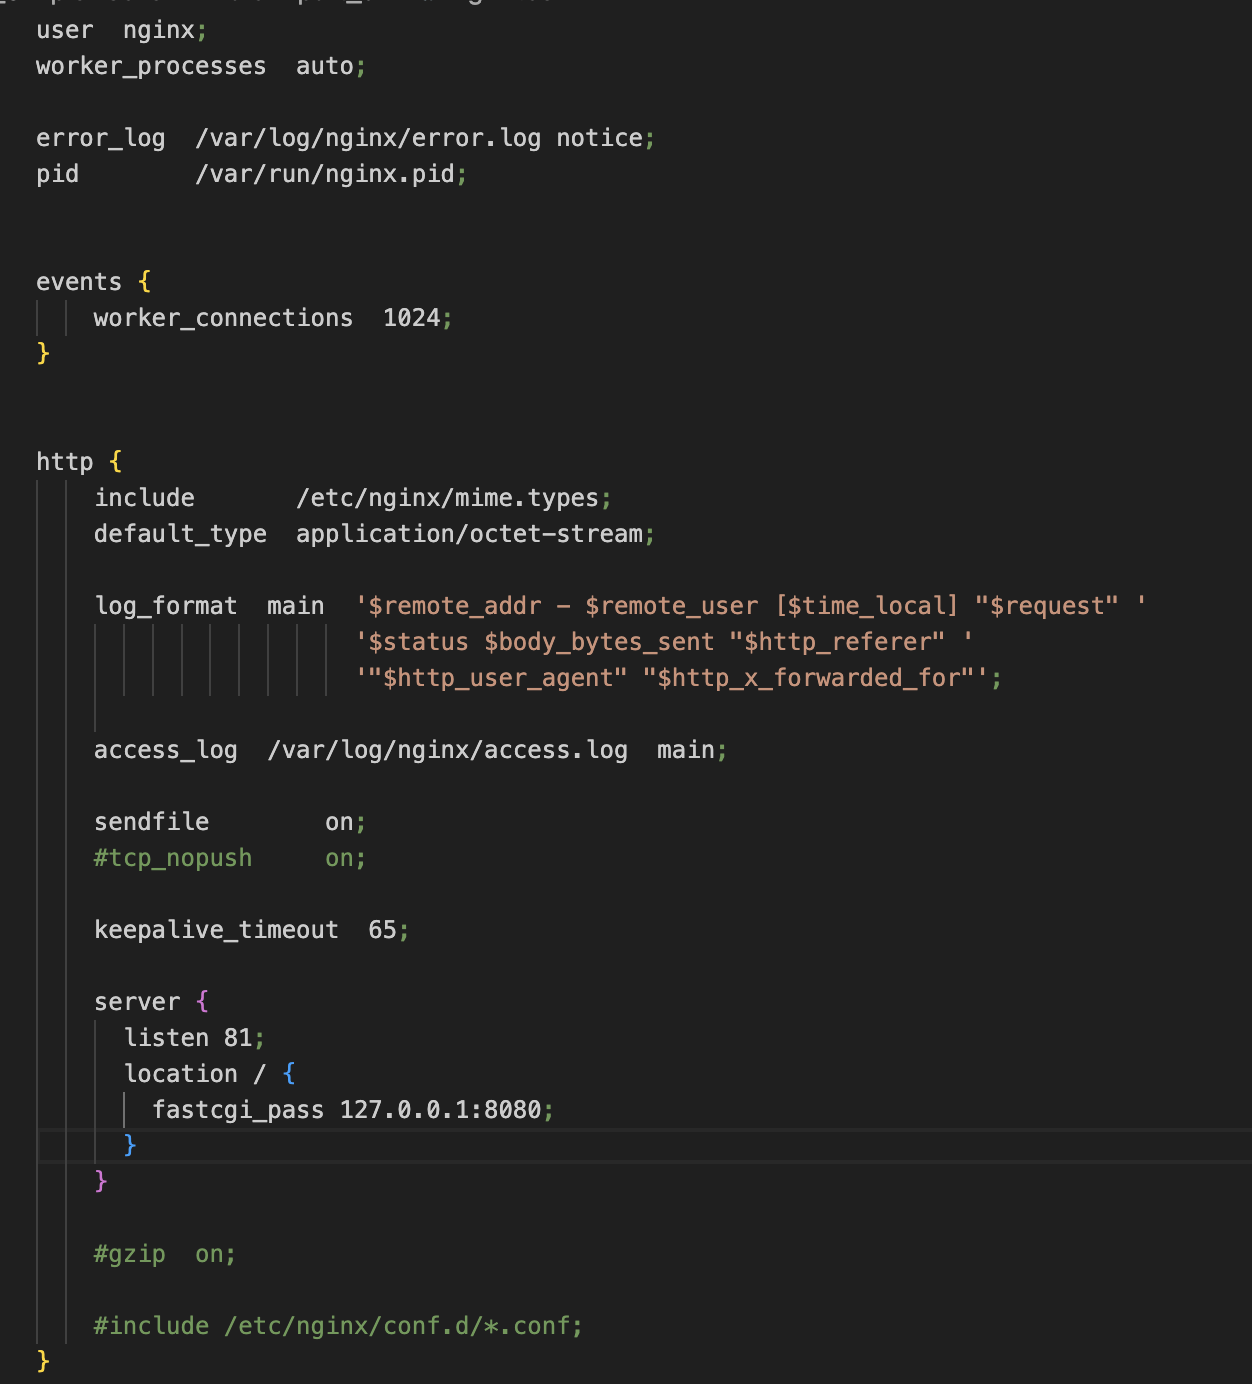 user  nginx;
worker_processes  auto;
error_log  /var/log/nginx/error.log notice;
pid        /var/run/nginx.pid;
events {
    worker_connections  1024;
}
http {
    include       /etc/nginx/mime.types;
    default_type  application/octet-stream;
    log_format  main  '$remote_addr - $remote_user [$time_local] "$request" '
                      '$status $body_bytes_sent "$http_referer" '
                      '"$http_user_agent" "$http_x_forwarded_for"';
    access_log  /var/log/nginx/access.log  main;
    sendfile        on;
    #tcp_nopush     on;
    keepalive_timeout  65;
    server {
      listen 81;
      location / {
        fastcgi_pass 127.0.0.1:8080;
      }
    }
    #gzip  on;
    #include /etc/nginx/conf.d/*.conf;
}